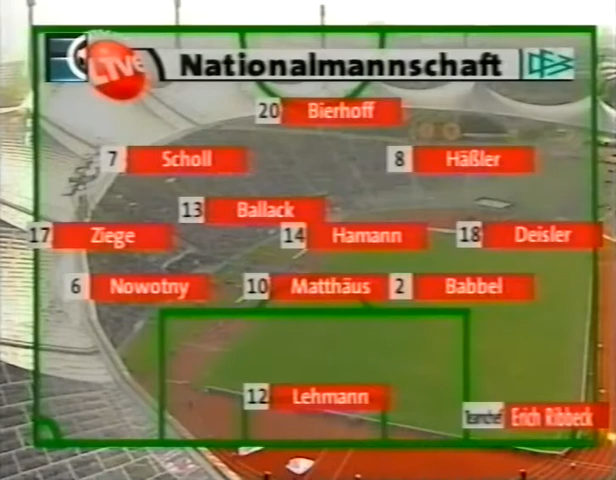 LIVE
Nationalmannschaft
DFB
20 Bierhoff
7 Scholl
8 Häßler
13 Ballack
17 Ziege
14 Hamann
18 Deisler
6 Nowotny
10 Matthäus
2 Babbel
12 Lehmann
Teamchef Erich Ribbeck